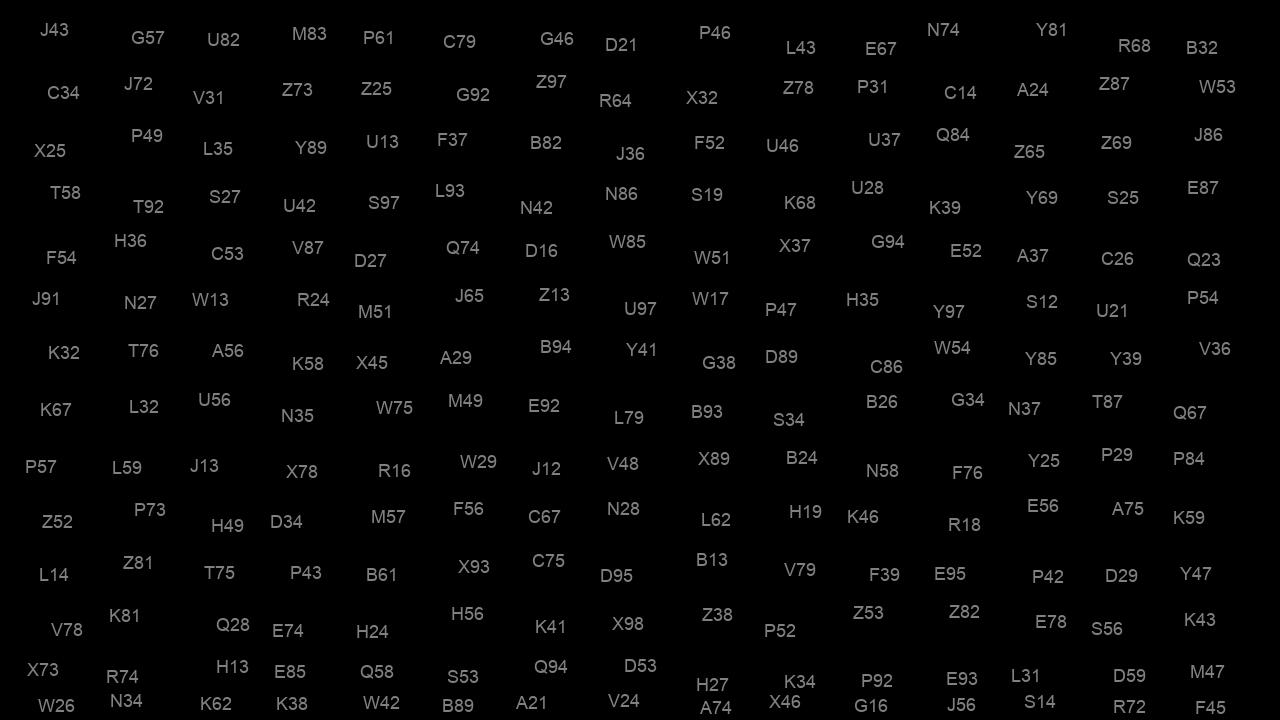 J43 G57 U82 M83 P61 C79 G46 D21 P46 L43 E67 N74 Y81 R68 B32
C34 J72 V31 Z73 Z25 G92 Z97 R64 X32 Z78 P31 C14 A24 Z87 W53
X25 P49 L35 Y89 U13 F37 B82 J36 F52 U46 U37 Q84 Z65 Z69 J86
T58 T92 S27 U42 S97 L93 N42 N86 S19 K68 U28 K39 Y69 S25 E87
F54 H36 C53 V87 D27 Q74 D16 W85 W51 X37 G94 E52 A37 C26 Q23
J91 N27 W13 R24 M51 J65 Z13 U97 W17 P47 H35 Y97 S12 U21 P54
K32 T76 A56 K58 X45 A29 B94 Y41 G38 D89 C86 W54 Y85 Y39 V36
K67 L32 U56 N35 W75 M49 E92 L79 B93 S34 B26 G34 N37 T87 Q67
P57 L59 J13 X78 R16 W29 J12 V48 X89 B24 N58 F76 Y25 P29 P84
Z52 P73 H49 D34 M57 F56 C67 N28 L62 H19 K46 R18 E56 A75 K59
L14 Z81 T75 P43 B61 X93 C75 D95 B13 V79 F39 E95 P42 D29 Y47
V78 K81 Q28 E74 H24 H56 K41 X98 Z38 P52 Z53 Z82 E78 S56 K43
X73 R74 H13 E85 Q58 S53 Q94 D53 H27 K34 P92 E93 L31 D59 M47
W26 N34 K62 K38 W42 B89 A21 V24 A74 X46 G16 J56 S14 R72 F45